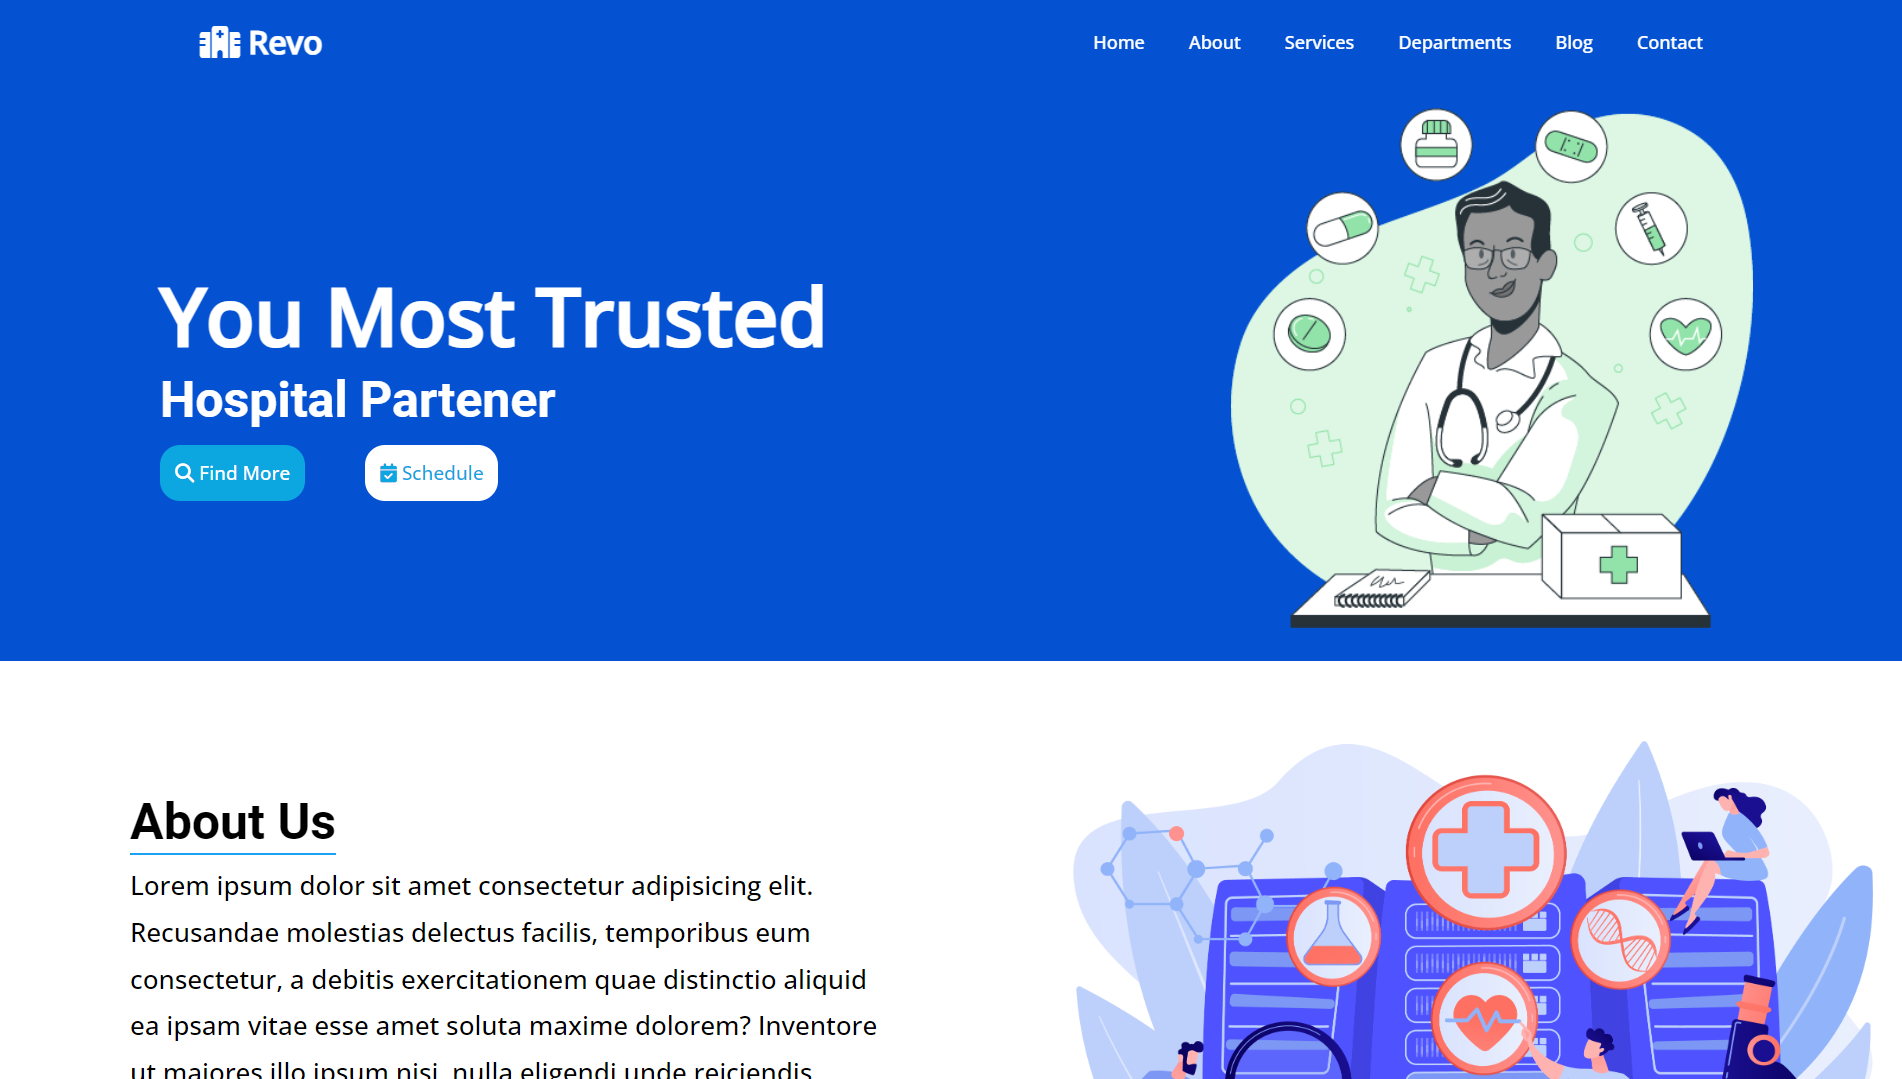 Revo
Home About Services Departments Blog Contact
You Most Trusted
Hospital Partener
Find More Schedule
About Us
Lorem ipsum dolor sit amet consectetur adipisicing elit.
Recusandae molestias delectus facilis, temporibus eum
consectetur, a debitis exercitationem quae distinctio aliquid
ea ipsam vitae esse amet soluta maxime dolorem? Inventore
ut maiores illo ipsum nisi, nulla eligendi unde reiciendis